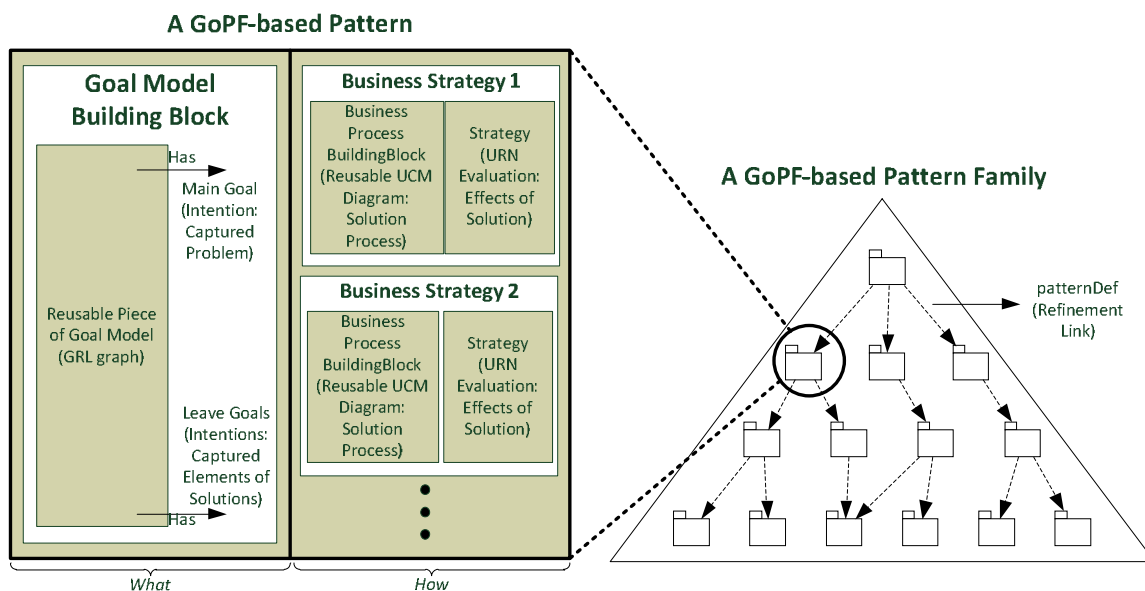 A GoPF-based Pattern
Goal Model
Building Block
Has
Main Goal
(Intention:
Captured
Problem)
Reusable Piece
of Goal Model
(GRL graph)
Leave Goals
(Intentions:
Captured
Elements of
Solutions)
Has
What
Business Strategy 1
Business
Process
BuildingBlock
(Reusable UCM
Diagram:
Solution
Process)
Strategy
(URN
Evaluation:
Effects of
Solution)
Business Strategy 2
Business
Process
BuildingBlock
(Reusable UCM
Diagram:
Solution
Process)
Strategy
(URN
Evaluation:
Effects of
Solution)
How
A GoPF-based Pattern Family
patternDef
(Refinement
Link)